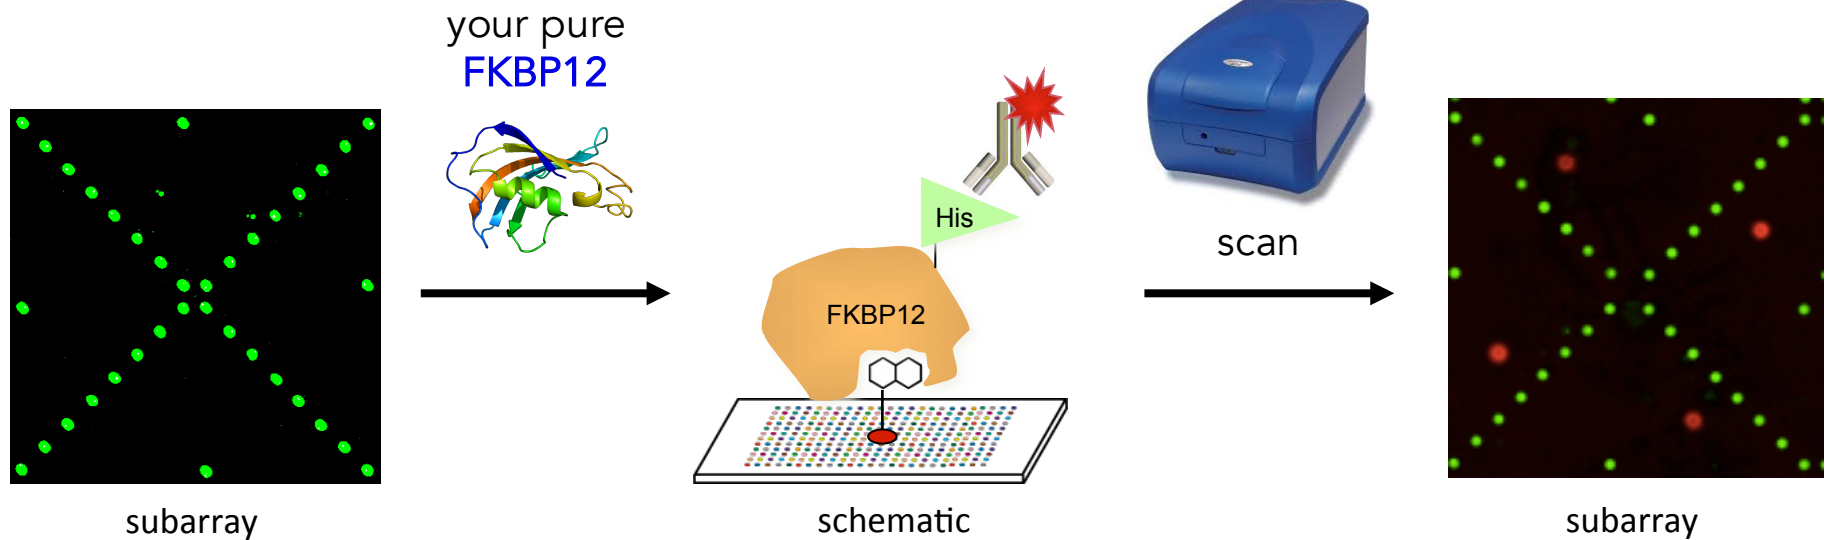 your pure
FKBP12
His
FKBP12
scan
subarray
schematic
subarray